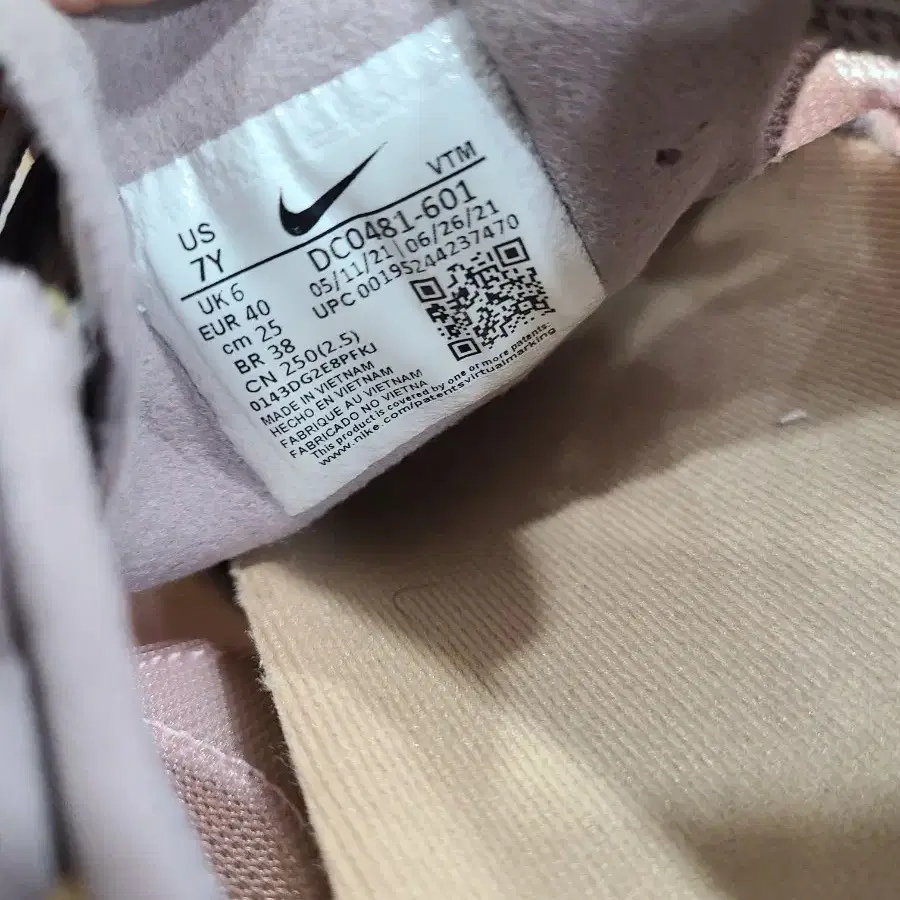 US
7Y
VTM
UK 6
EUR 40
cm 25
BR 38
CN 250(2.5)
DC0481-601
05/11/21 06/26/21
UPC 00195244237470
0143DG2E8PFKJ
MADE IN VIETNAM
HECHO EN VIETNAM
FABRIQUE AU VIETNAM
FABRICADO NO VIETNA
This product is covered by one or more patents-
www.nike.com/patentsvirtualmarking